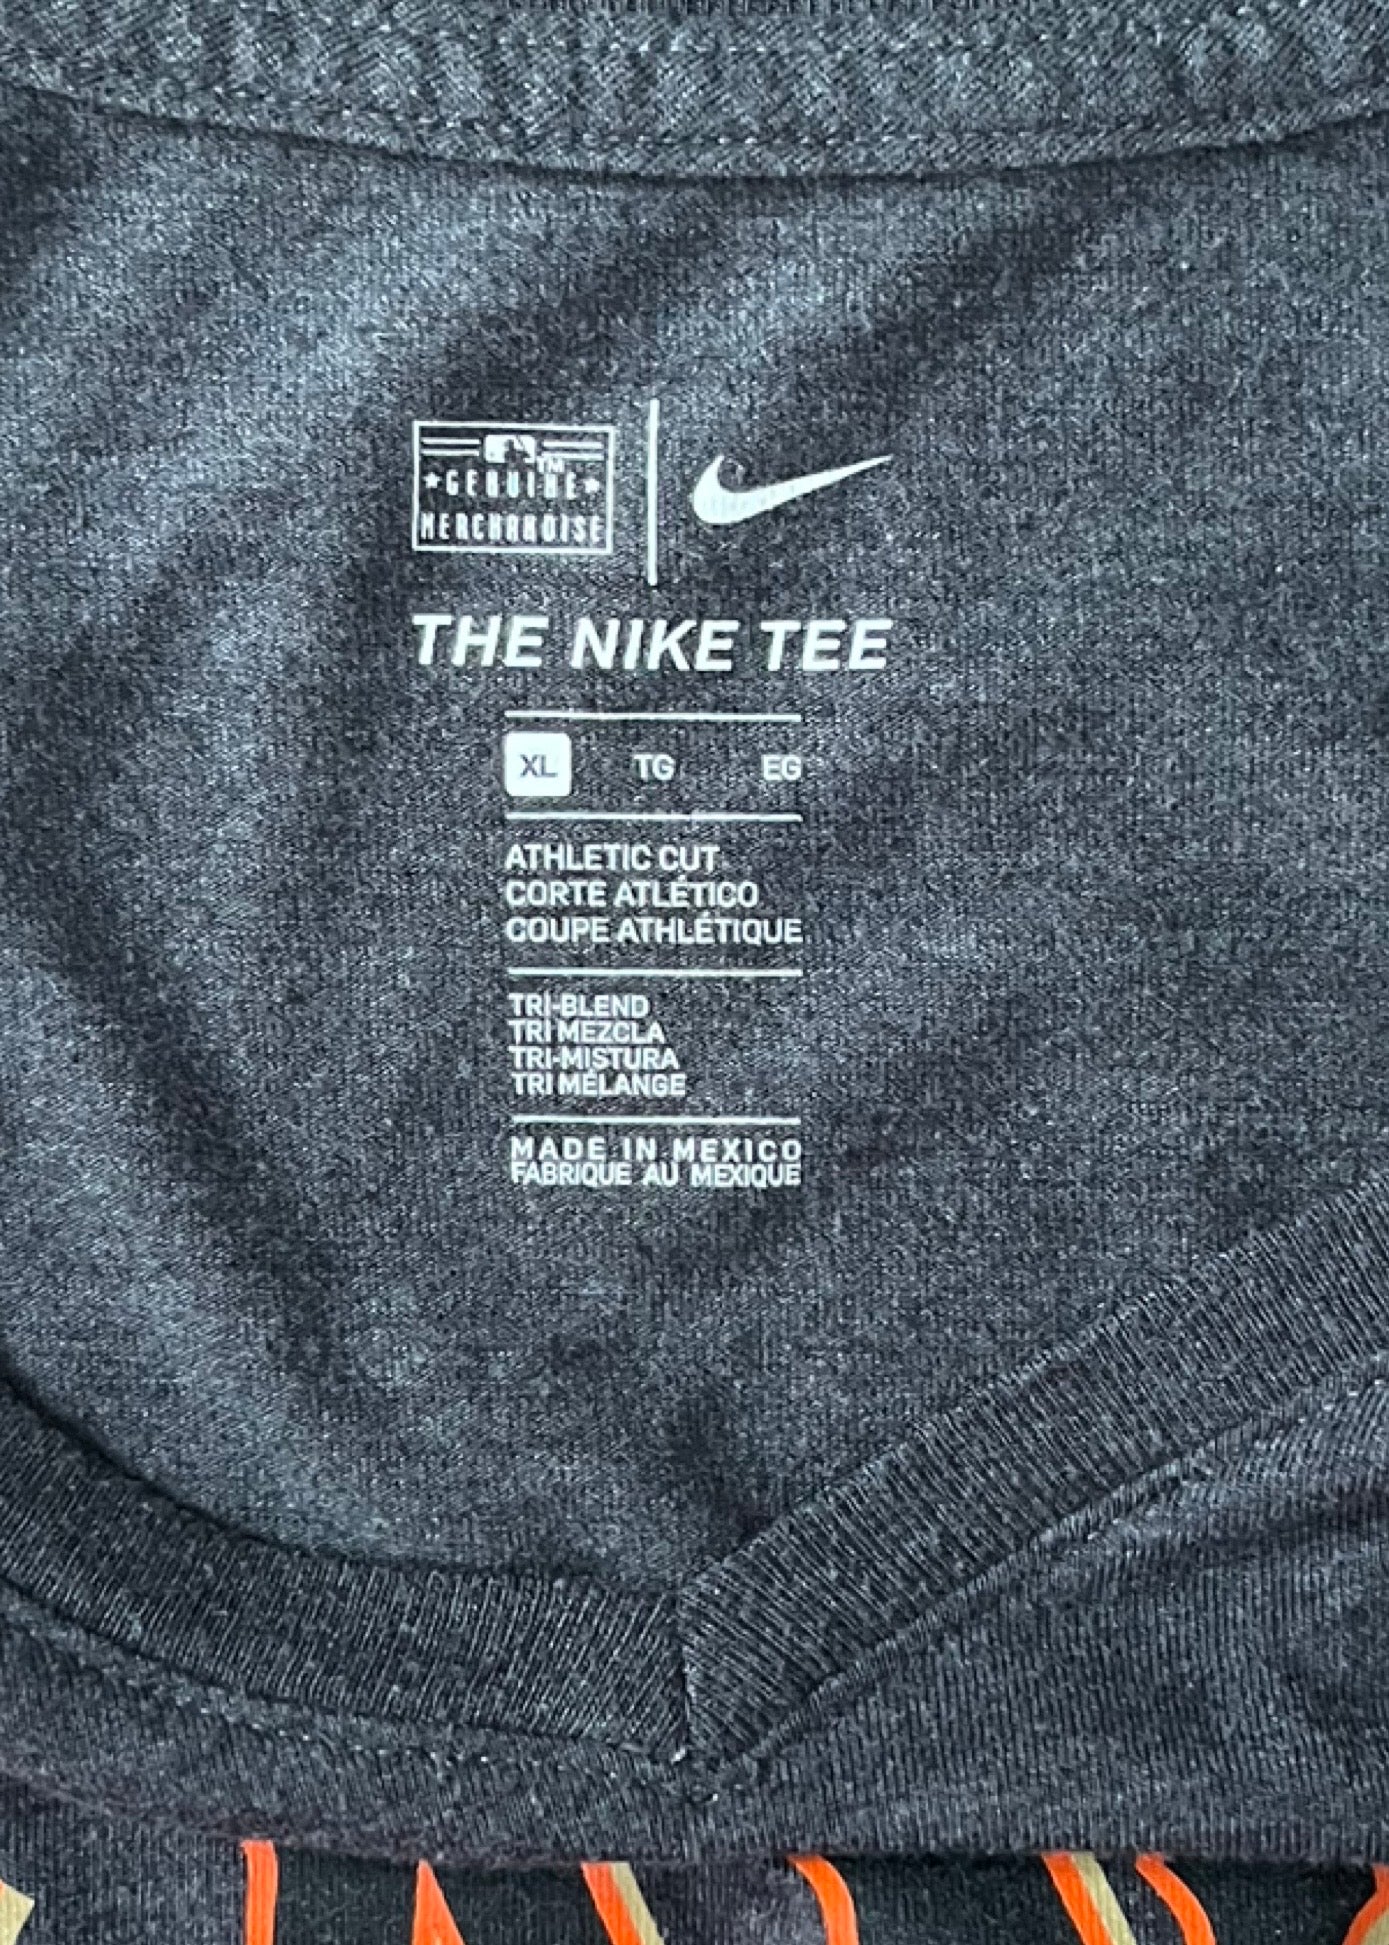 TM
★GENUINE★
MERCHANDISE
THE NIKE TEE
XL TG EG
ATHLETIC CUT
CORTE ATLÉTICO
COUPE ATHLÉTIQUE
TRI-BLEND
TRI MEZCLA
TRI-MISTURA
TRI MÉLANGE
MADE IN MEXICO
FABRIQUE AU MEXIQUE